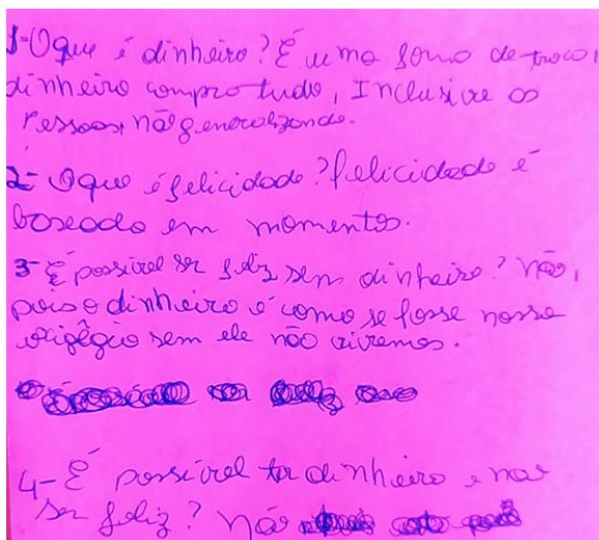 1-O que é dinheiro? É uma forma de troca,
dinheiro compra tudo, Inclusive as
Pessoas, não generalizando.
2- O que é felicidade? felicidade é
baseado em momentos.
3- É possível ser feliz sem dinheiro? Não,
pois o dinheiro é como se fosse nosso
sem ele não vivemos.
4- É possível ter dinheiro e não
ser feliz? Não